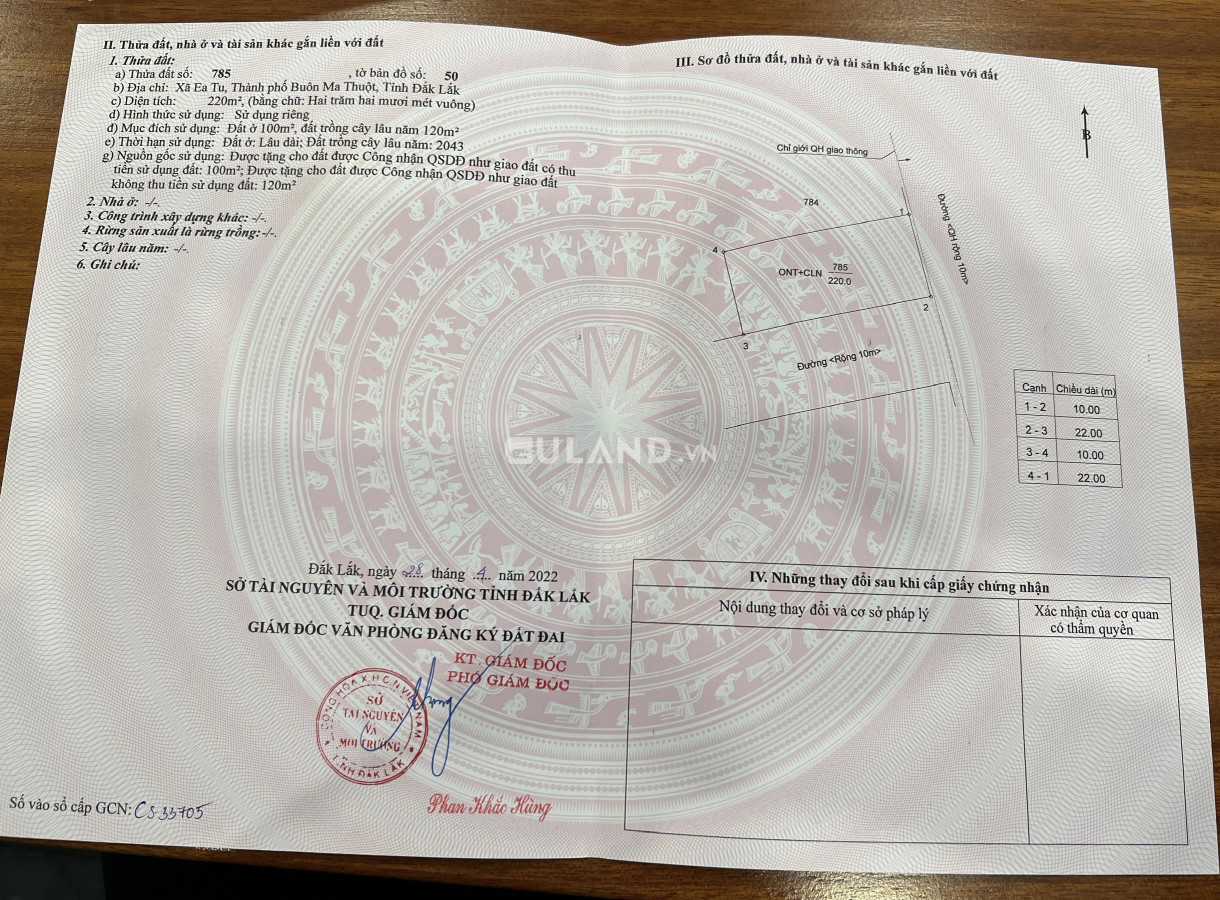 II. Thửa đất, nhà ở và tài sản khác gắn liền với đất
1. Thửa đất:
a) Thửa đất số: 785 , tờ bản đồ số: 50
b) Địa chỉ: Xã Ea Tu, Thành phố Buôn Ma Thuột, Tỉnh Đắk Lắk
c) Diện tích: 220m², (bằng chữ: Hai trăm hai mươi mét vuông)
d) Hình thức sử dụng: Sử dụng riêng
đ) Mục đích sử dụng: Đất ở 100m², đất trồng cây lâu năm 120m²
e) Thời hạn sử dụng: Đất ở: Lâu dài; Đất trồng cây lâu năm: 2043
g) Nguồn gốc sử dụng: Được tặng cho đất được Công nhận QSDĐ như giao đất có thu
tiền sử dụng đất: 100m²; Được tặng cho đất được Công nhận QSDĐ như giao đất
không thu tiền sử dụng đất: 120m²
2. Nhà ở: -/-.
3. Công trình xây dựng khác: -/-.
4. Rừng sản xuất là rừng trồng: -/-.
5. Cây lâu năm: -/-.
6. Ghi chú:
Đắk Lắk, ngày 28 tháng 4 năm 2022
SỞ TÀI NGUYÊN VÀ MÔI TRƯỜNG TỈNH ĐẮK LẮK
TUQ. GIÁM ĐỐC
GIÁM ĐỐC VĂN PHÒNG ĐĂNG KÝ ĐẤT ĐAI
KT. GIÁM ĐỐC
PHÓ GIÁM ĐỐC
CỘNG HÒA X.H.C.N VIỆT NAM
SỞ
TÀI NGUYÊN
VÀ
MÔI TRƯỜNG
TỈNH ĐẮK LẮK
Phan Khắc Hùng
Số vào sổ cấp GCN: CS 33705
III. Sơ đồ thửa đất, nhà ở và tài sản khác gắn liền với đất
B
Chỉ giới QH giao thông
784
1
Đường <QH rộng 10m>
4
ONT+CLN 785
220.0
2
3
Đường <Rộng 10m>
Cạnh Chiều dài (m)
1 - 2 10.00
2 - 3 22.00
3 - 4 10.00
4 - 1 22.00
GULAND.VN
IV. Những thay đổi sau khi cấp giấy chứng nhận
Nội dung thay đổi và cơ sở pháp lý
Xác nhận của cơ quan
có thẩm quyền